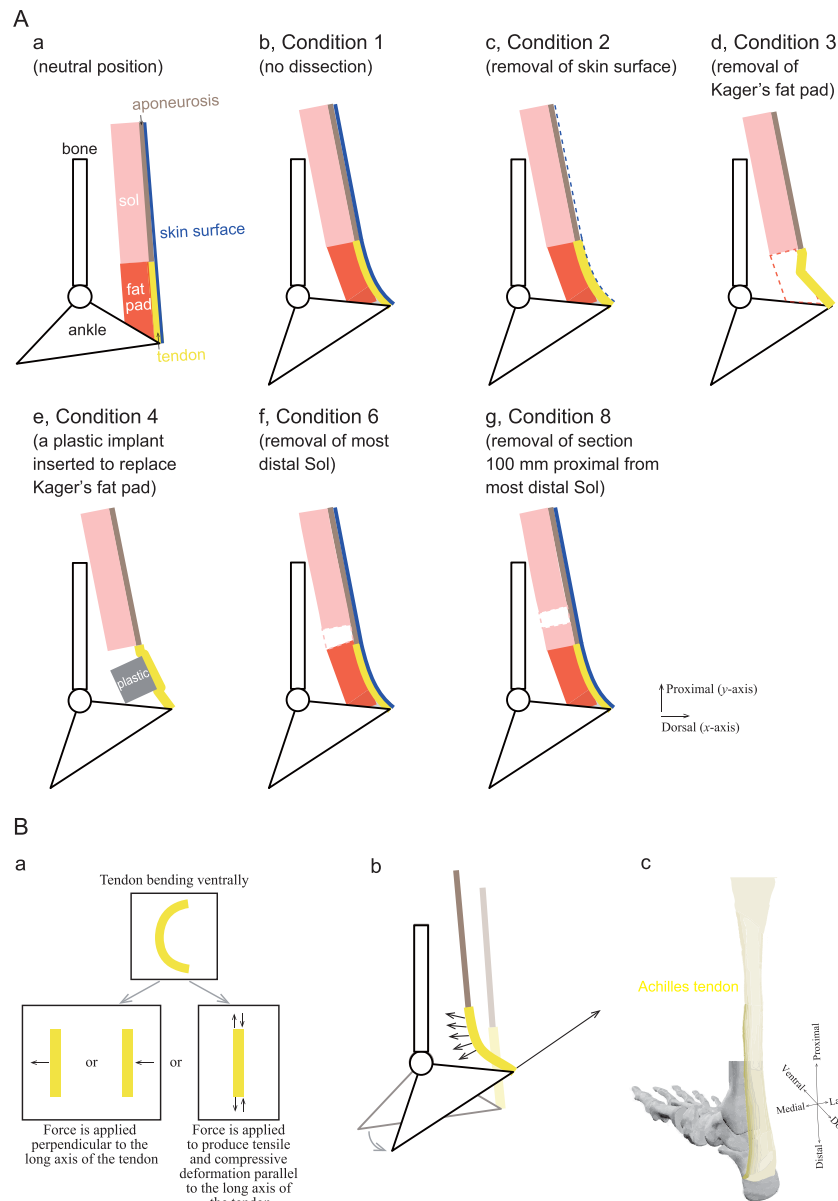 A
a
(neutral position)
b, Condition 1
(no dissection)
c, Condition 2
(removal of skin surface)
d, Condition 3
(removal of
Kager's fat pad)
aponeurosis
bone
sol
skin surface
fat
pad
ankle
tendon
e, Condition 4
(a plastic implant
inserted to replace
Kager's fat pad)
f, Condition 6
(removal of most
distal Sol)
g, Condition 8
(removal of section
100 mm proximal from
most distal Sol)
plastic
Proximal (y-axis)
Dorsal (x-axis)
B
a
Tendon bending ventrally
or
or
Force is applied
perpendicular to the
long axis of the tendon
Force is applied
to produce tensile
and compressive
deformation parallel
to the long axis of
the tendon
b
c
Achilles tendon
Proximal
Ventral
Medial
La
Do
Distal